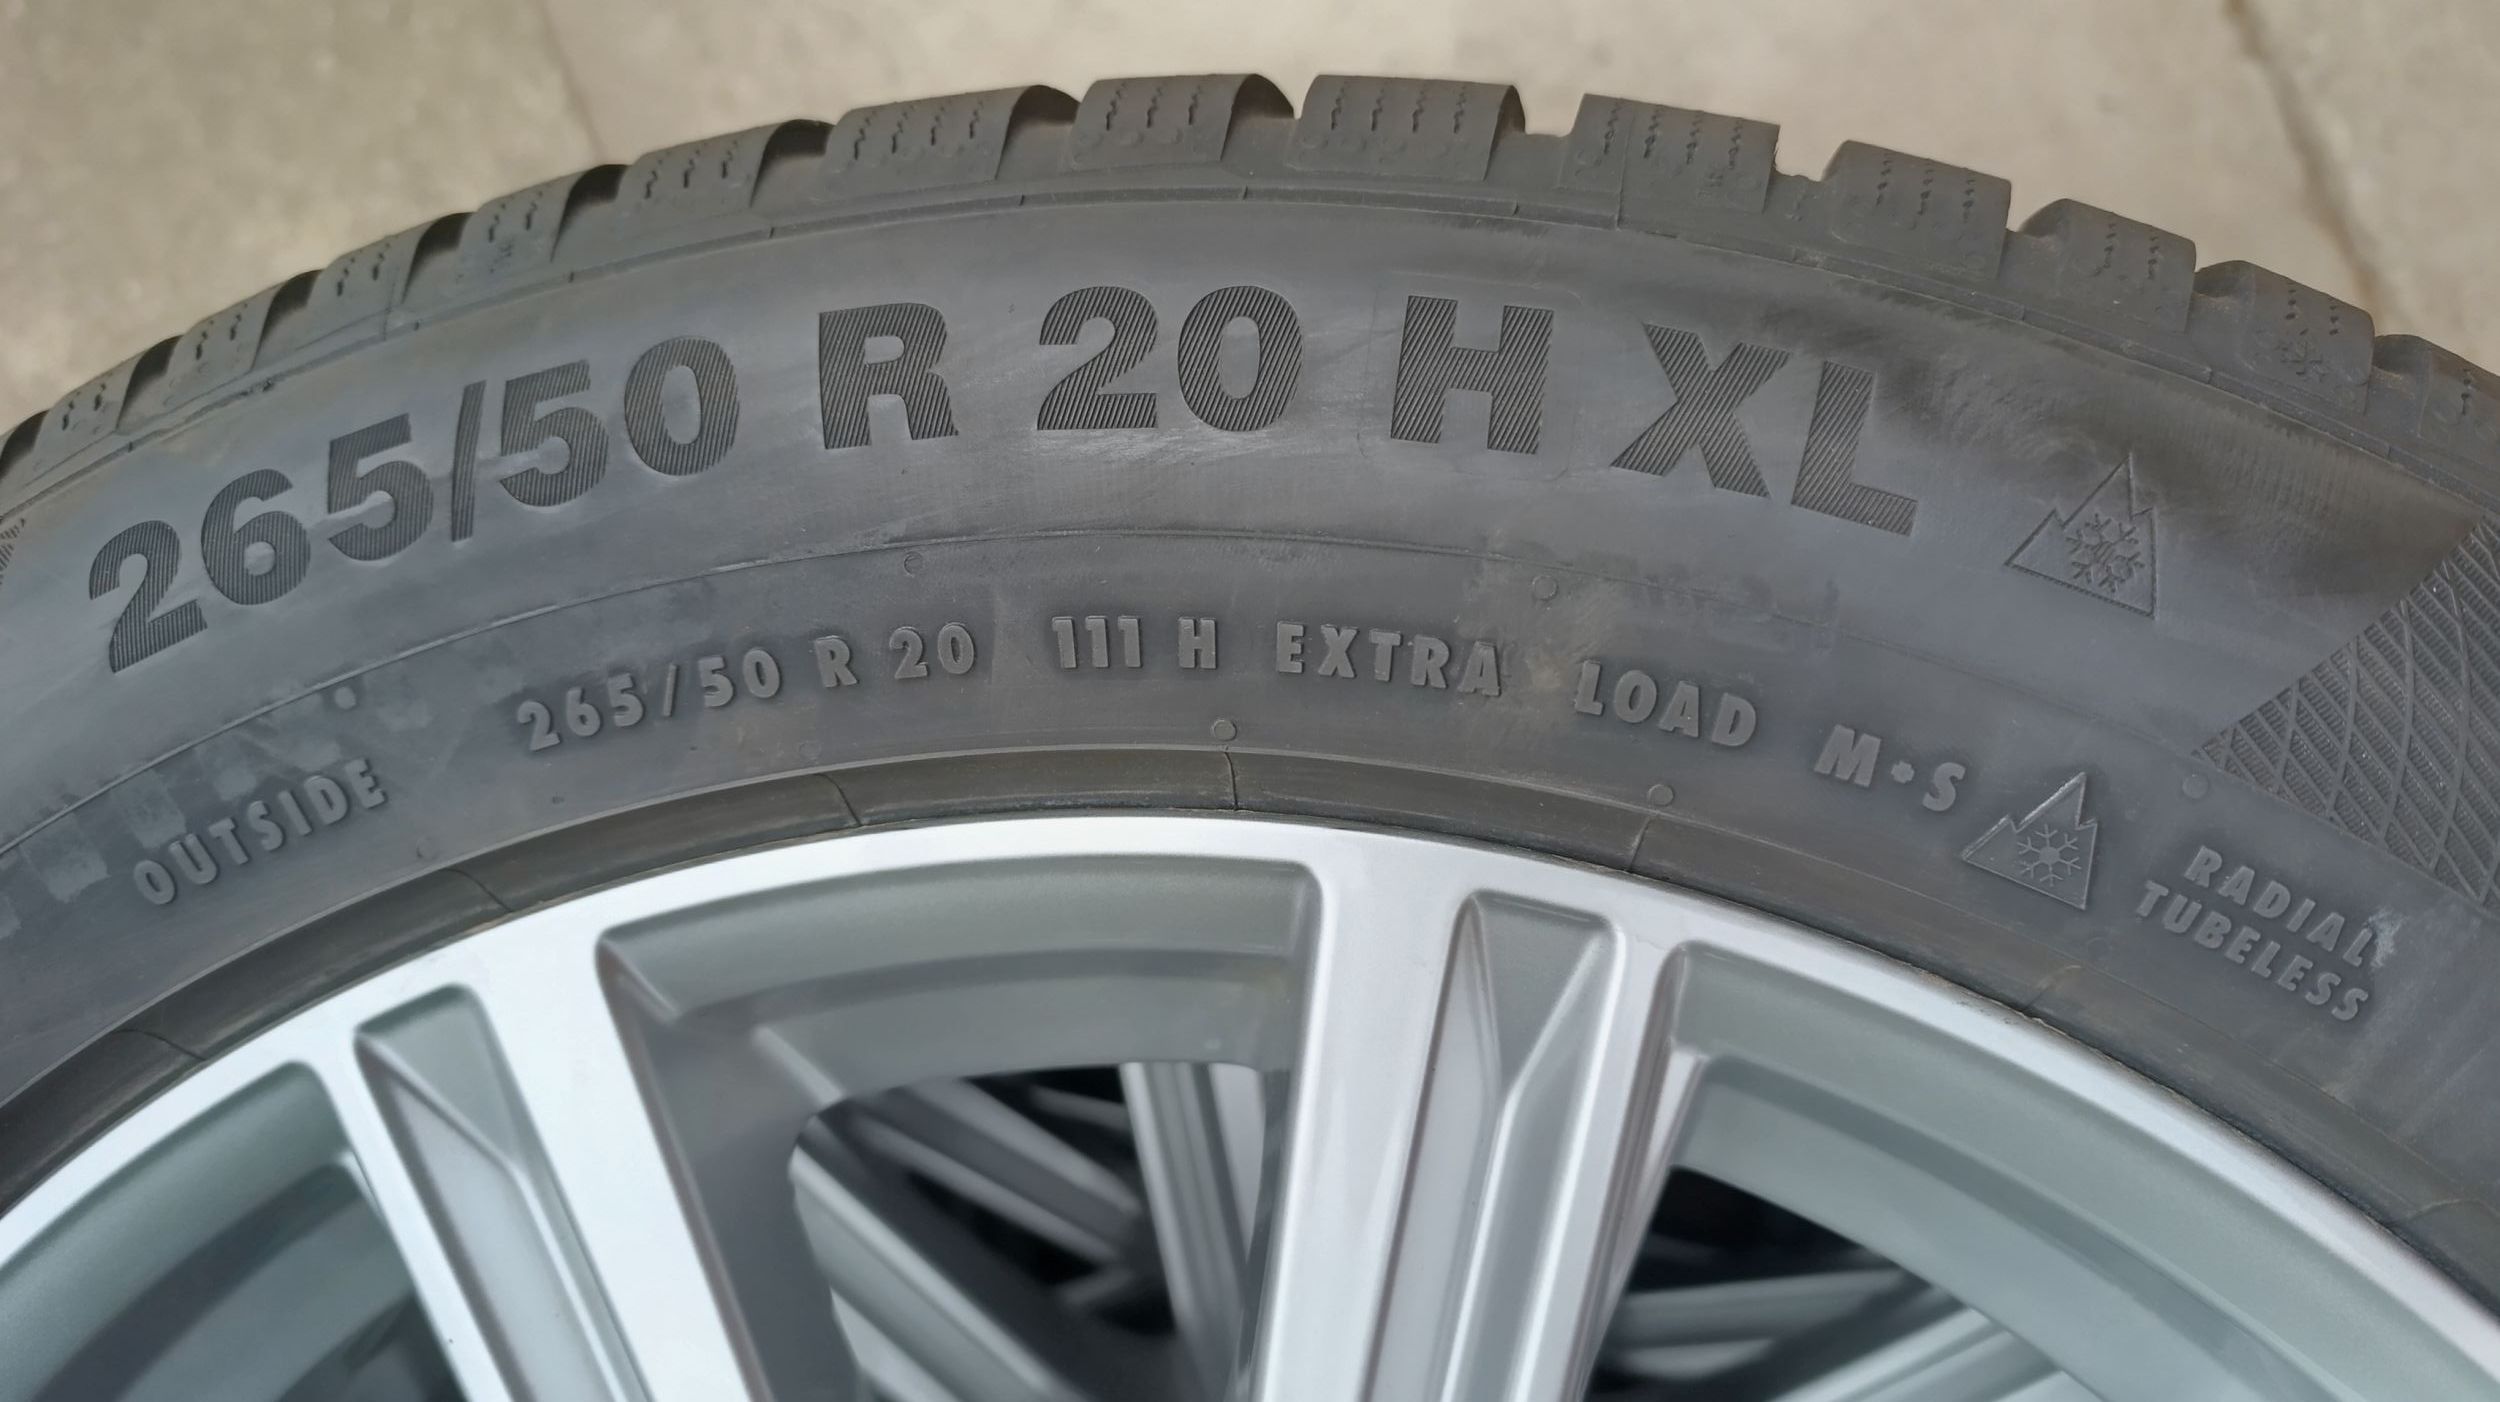 265/50 R 20 H XL
OUTSIDE 265/50 R 20 111 H EXTRA LOAD M•S
RADIAL
TUBELESS